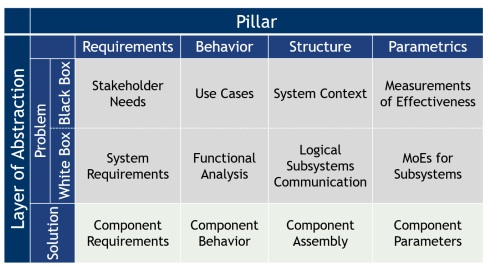 Pillar
Requirements Behavior Structure Parametrics
Layer of Abstraction
Problem
Black Box
Stakeholder
Needs
Use Cases
System Context
Measurements
of Effectiveness
White Box
System
Requirements
Functional
Analysis
Logical
Subsystems
Communication
MoEs for
Subsystems
Solution
Component
Requirements
Component
Behavior
Component
Assembly
Component
Parameters